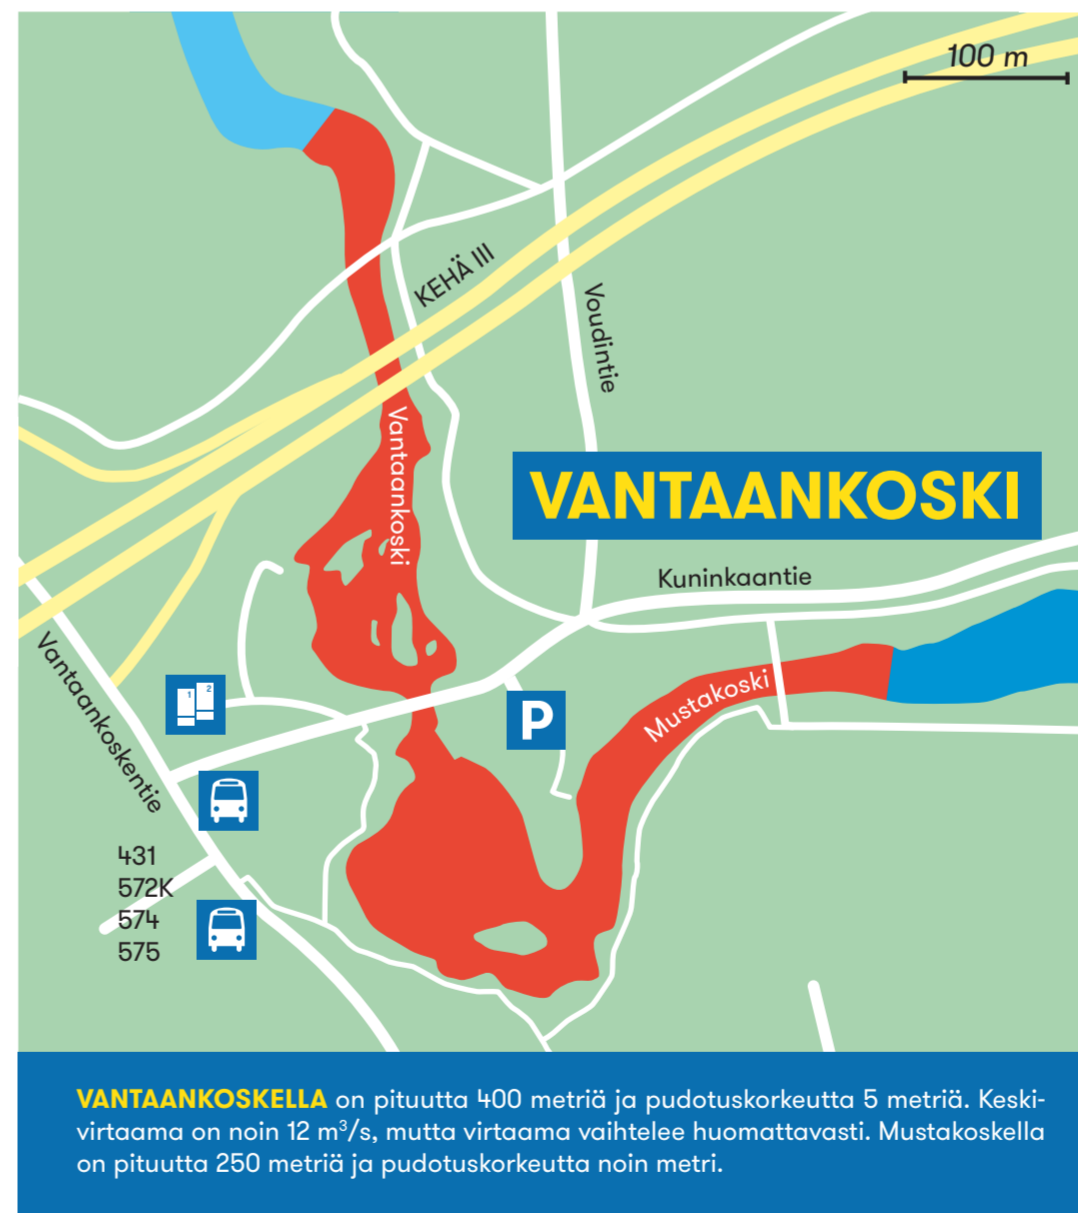 100 m
KEHÄ III
Voudintie
Vantaankoski
VANTAANKOSKI
Kuninkaantie
Vantaankoskentie
Mustakoski
1 2
P
431
572K
574
575
VANTAANKOSKELLA on pituutta 400 metriä ja pudotuskorkeutta 5 metriä. Keski-
virtaama on noin 12 m³/s, mutta virtaama vaihtelee huomattavasti. Mustakoskella
on pituutta 250 metriä ja pudotuskorkeutta noin metri.